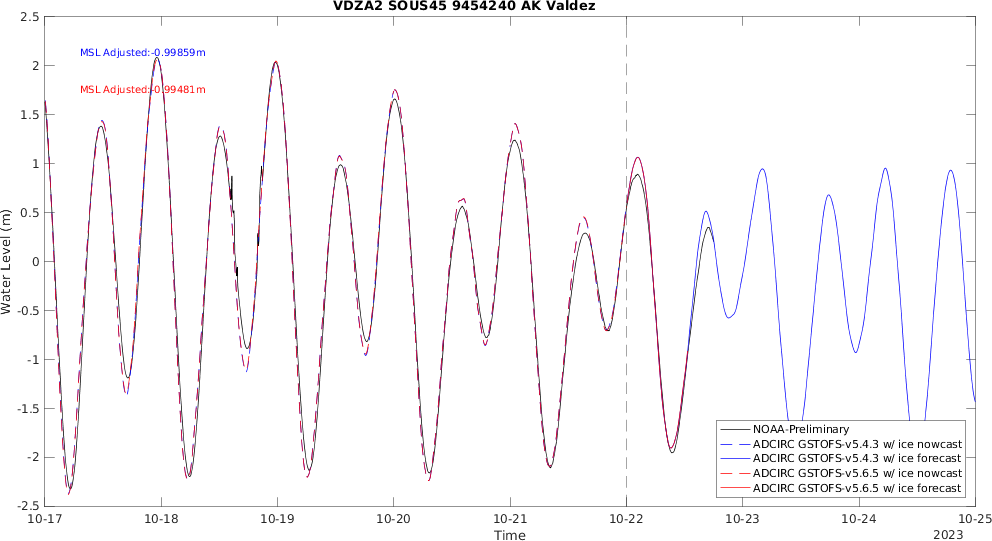 VDZA2 SOUS45 9454240 AK Valdez
MSL Adjusted:-0.99859m
MSL Adjusted:-0.99481m
Water Level (m)
2.5
2
1.5
1
0.5
0
-0.5
-1
-1.5
-2
-2.5
NOAA-Preliminary
ADCIRC GSTOFS-v5.4.3 w/ ice nowcast
ADCIRC GSTOFS-v5.4.3 w/ ice forecast
ADCIRC GSTOFS-v5.6.5 w/ ice nowcast
ADCIRC GSTOFS-v5.6.5 w/ ice forecast
10-17 10-18 10-19 10-20 10-21 10-22 10-23 10-24 10-25
Time
2023